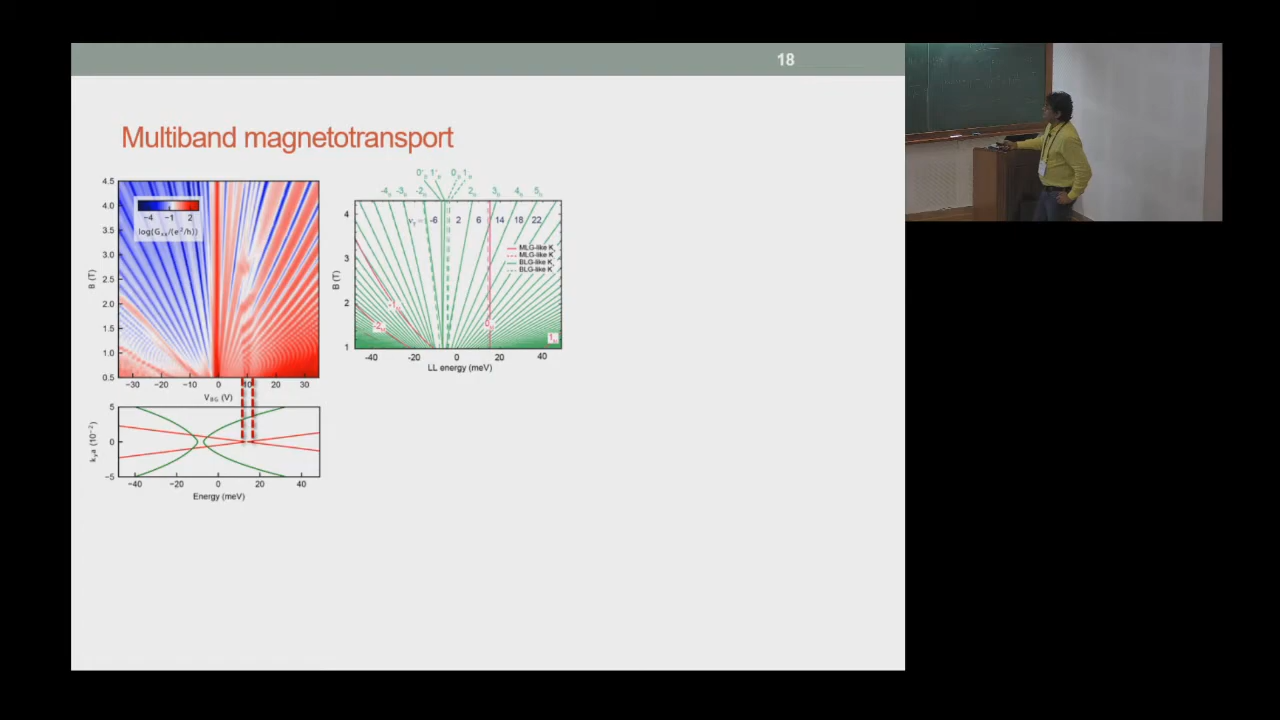 18
Multiband magnetotransport
4.5
4.0
3.5
3.0
2.5
2.0
1.5
1.0
0.5
B (T)
−4 −1 2
log(Gxx/(e²/h))
−30 −20 −10 0 10 20 30
VBG (V)
5
0
−5
kya (10⁻²)
−40 −20 0 20 40
Energy (meV)
4
3
2
1
B (T)
-6 2 6 14 18 22
MLG-like K
MLG-like K
BLG-like K
BLG-like K
-40 -20 0 20 40
LL energy (meV)